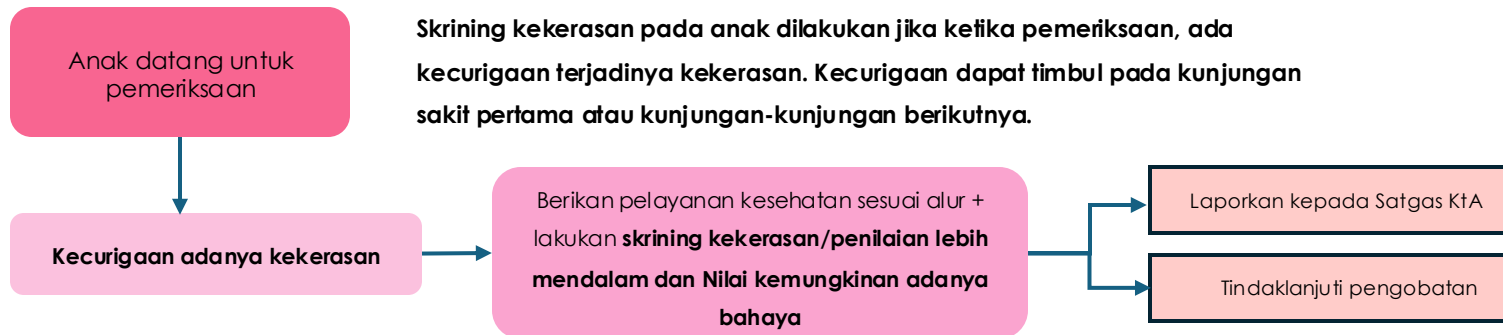 Anak datang untuk
pemeriksaan
Skrining kekerasan pada anak dilakukan jika ketika pemeriksaan, ada
kecurigaan terjadinya kekerasan. Kecurigaan dapat timbul pada kunjungan
sakit pertama atau kunjungan-kunjungan berikutnya.
Kecurigaan adanya kekerasan
Berikan pelayanan kesehatan sesuai alur +
lakukan skrining kekerasan/penilaian lebih
mendalam dan Nilai kemungkinan adanya
bahaya
Laporkan kepada Satgas KtA
Tindaklanjuti pengobatan